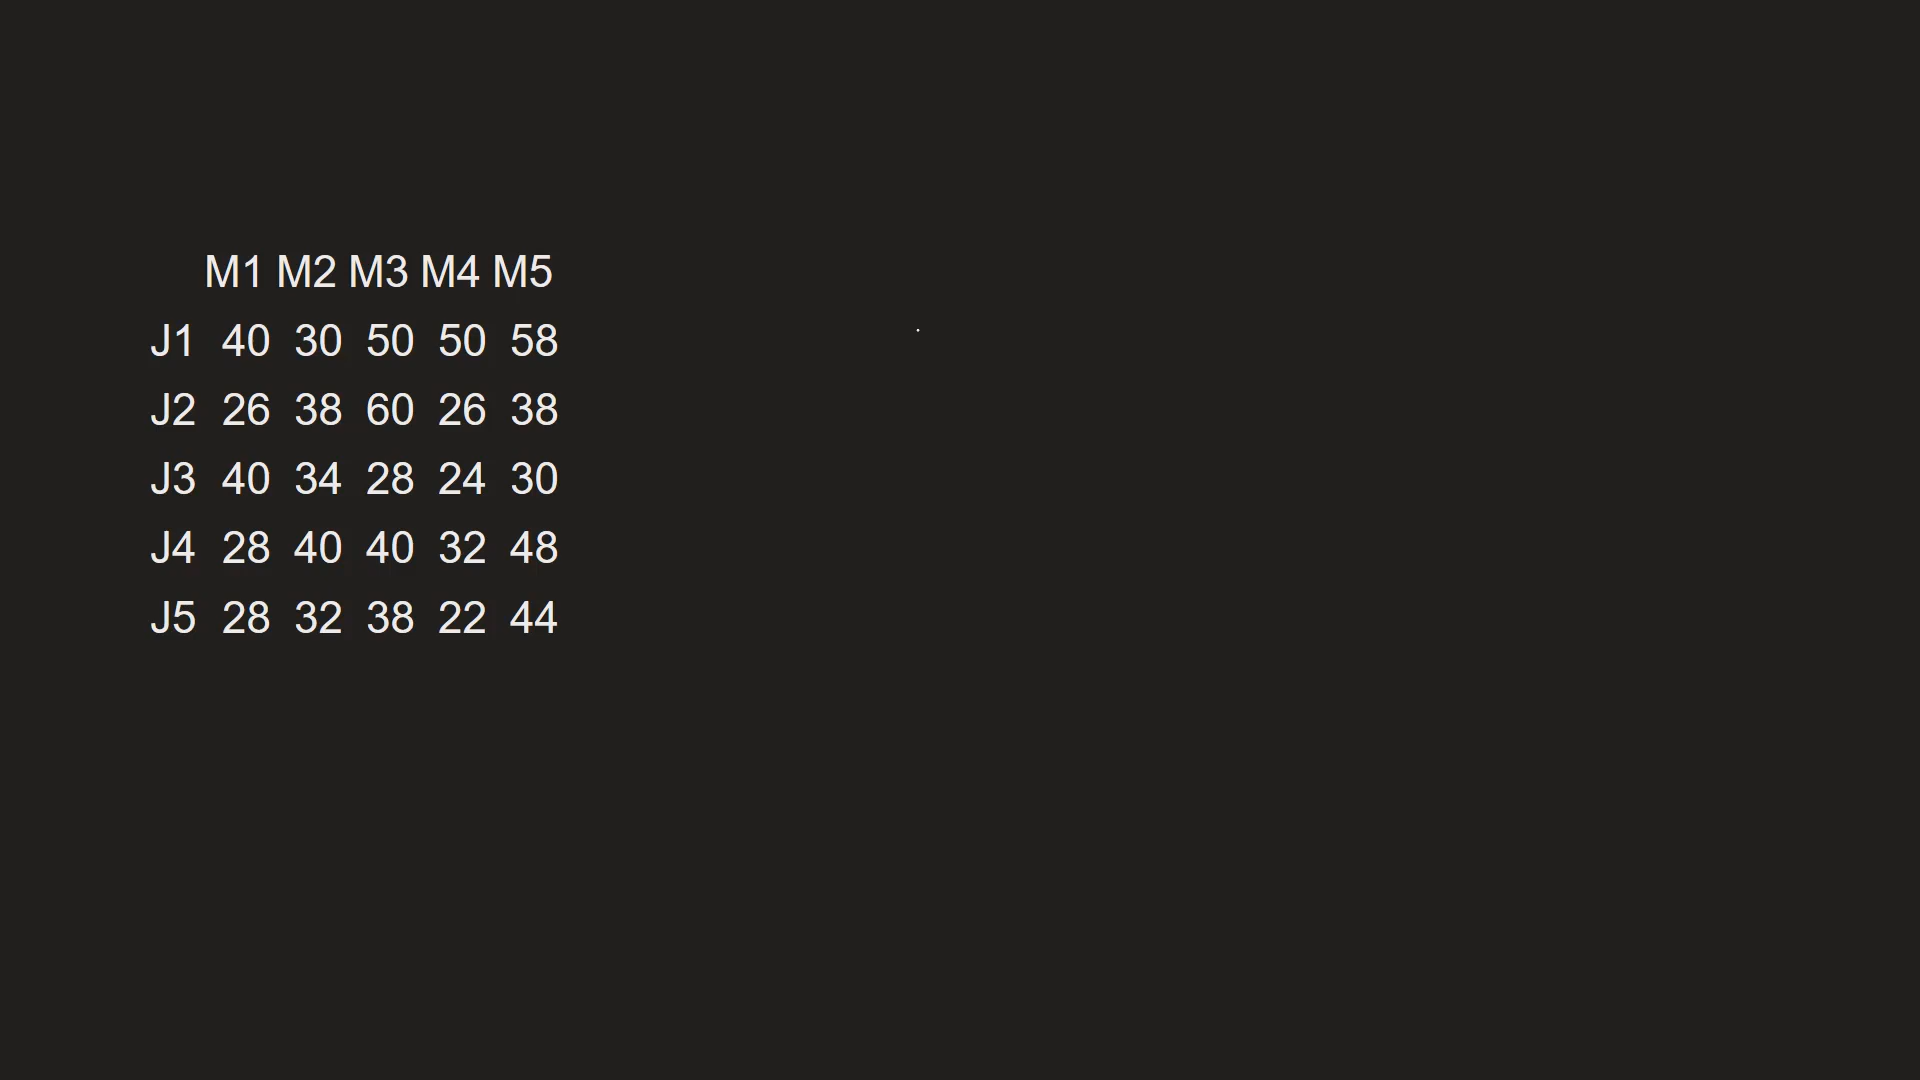 M1 M2 M3 M4 M5
J1 40 30 50 50 58
J2 26 38 60 26 38
J3 40 34 28 24 30
J4 28 40 40 32 48
J5 28 32 38 22 44